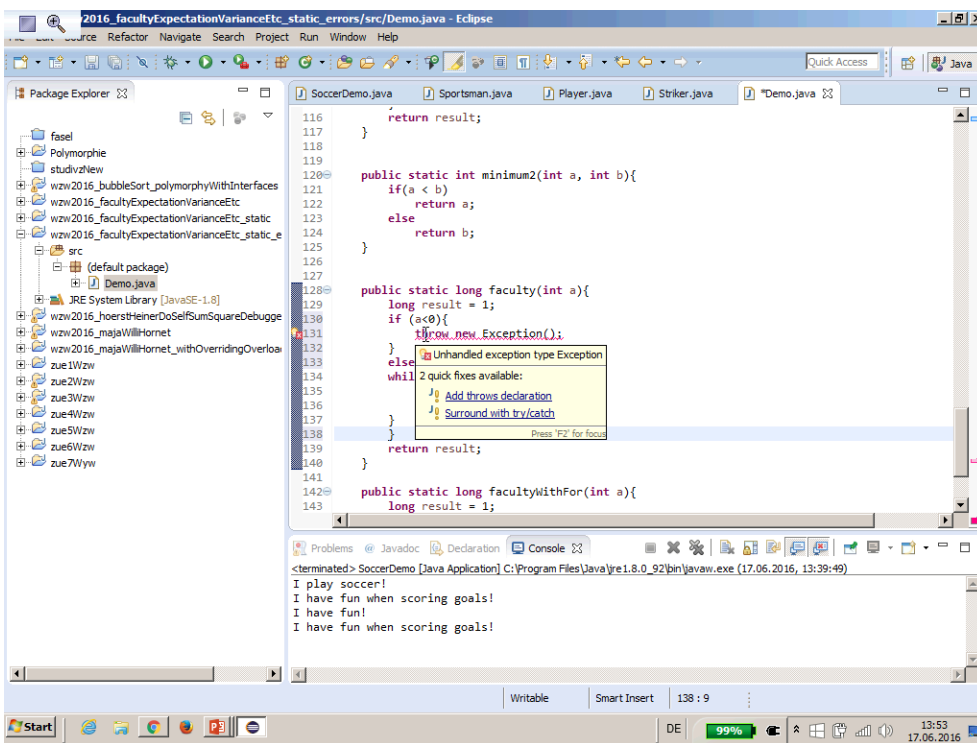 2016_facultyExpectationVarianceEtc_static_errors/src/Demo.java - Eclipse
Source Refactor Navigate Search Project Run Window Help
Quick Access
Java
Package Explorer
SoccerDemo.java Sportsman.java Player.java Striker.java *Demo.java
fasel
Polymorphie
studivzNew
wzw2016_bubbleSort_polymorphyWithInterfaces
wzw2016_facultyExpectationVarianceEtc
wzw2016_facultyExpectationVarianceEtc_static
wzw2016_facultyExpectationVarianceEtc_static_e
src
(default package)
Demo.java
JRE System Library [JavaSE-1.8]
wzw2016_hoerstHeinerDoSelfSumSquareDebugge
wzw2016_majaWilliHornet
wzw2016_majaWilliHornet_withOverridingOverloa
zue1Wzw
zue2Wzw
zue3Wzw
zue4Wzw
zue5Wzw
zue6Wzw
zue7Wyw
116 return result;
117 }
118
119
120 public static int minimum2(int a, int b){
121 if(a < b)
122 return a;
123 else
124 return b;
125 }
126
127
128 public static long faculty(int a){
129 long result = 1;
130 if (a<0){
131 throw new Exception();
132 }
133 else
134 whil
135
136
137 }
138 }
139 return result;
140 }
141
142 public static long facultyWithFor(int a){
143 long result = 1;
Unhandled exception type Exception
2 quick fixes available:
Add throws declaration
Surround with try/catch
Press 'F2' for focus
Problems @ Javadoc Declaration Console
<terminated> SoccerDemo [Java Application] C:\Program Files\Java\jre1.8.0_92\bin\javaw.exe (17.06.2016, 13:39:49)
I play soccer!
I have fun when scoring goals!
I have fun!
I have fun when scoring goals!
Writable Smart Insert 138 : 9
Start
DE 99% 13:53
17.06.2016